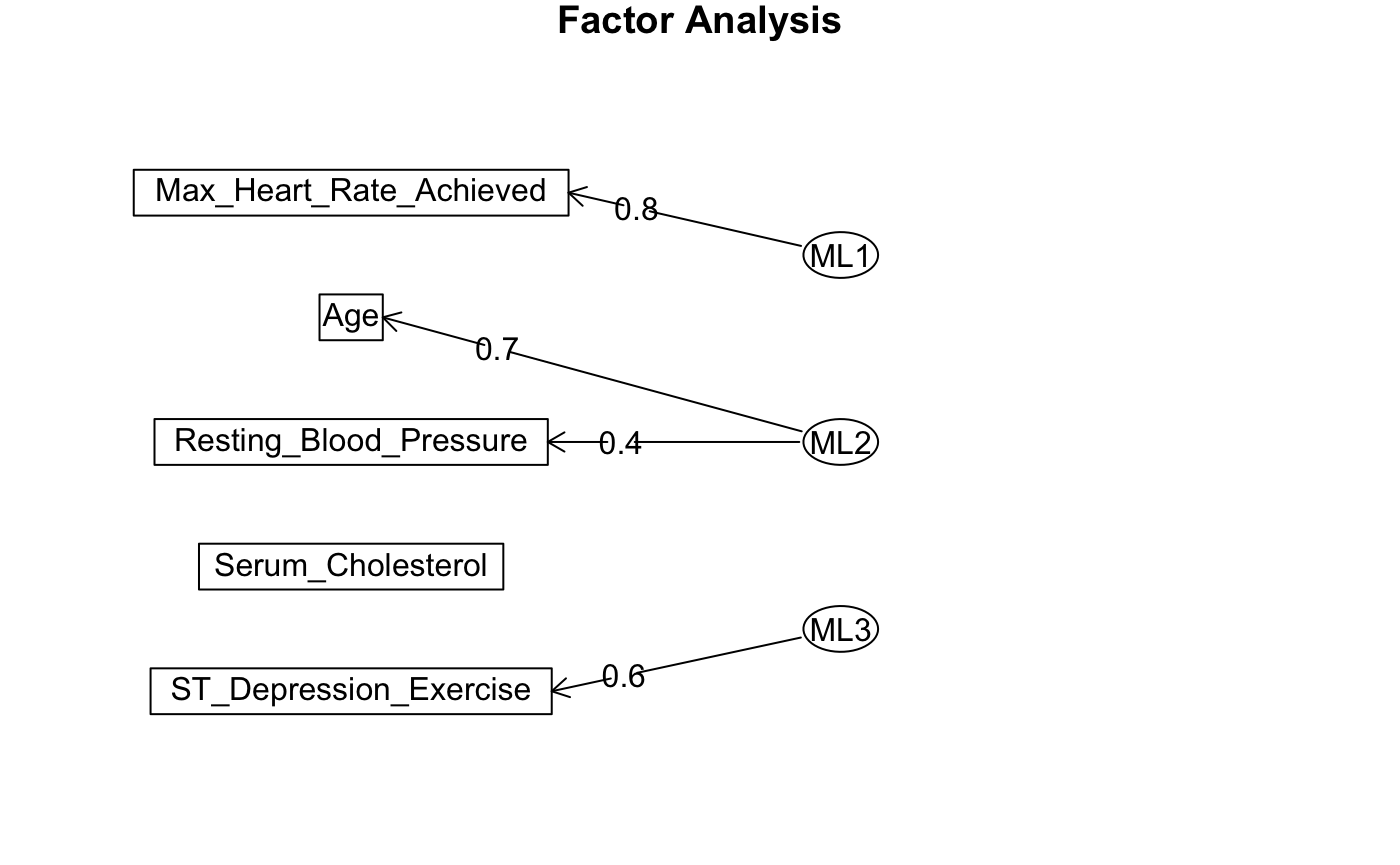 Factor Analysis
Max_Heart_Rate_Achieved
0.8
ML1
Age
0.7
Resting_Blood_Pressure
0.4
ML2
Serum_Cholesterol
ML3
ST_Depression_Exercise
0.6